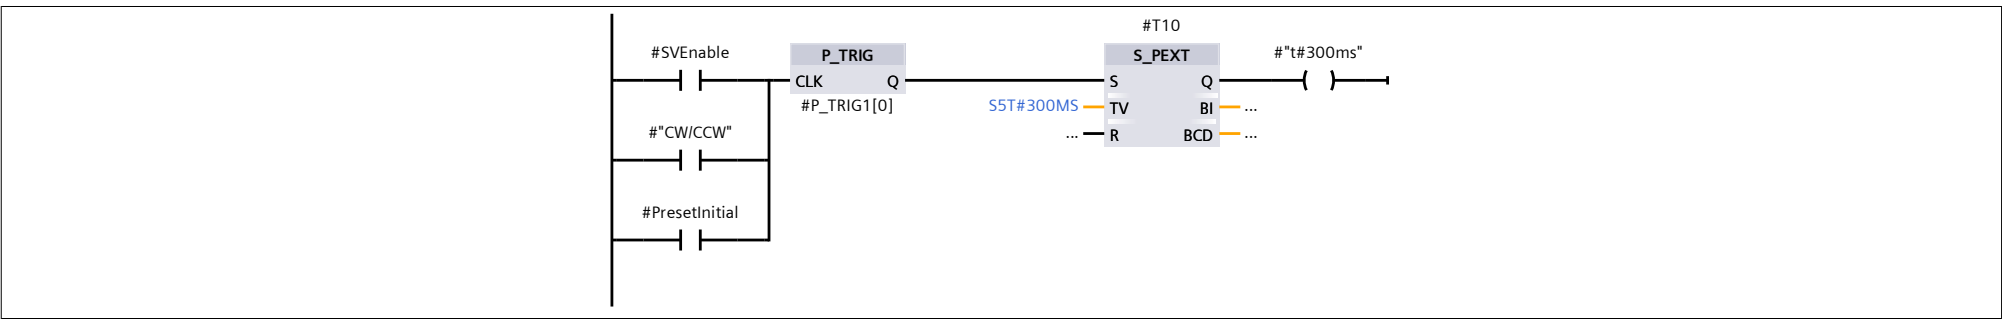 #T10
#SVEnable
P_TRIG
S_PEXT
#"t#300ms"
CLK
Q
S
Q
#P_TRIG1[0]
S5T#300MS
TV
BI
...
#"CW/CCW"
...
R
BCD
...
#PresetInitial